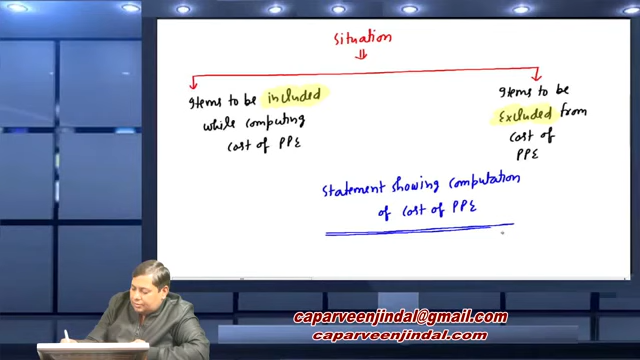 Situation
⇓
Items to be included
while computing
cost of PPE
Items to be
Excluded from
cost of
PPE
Statement showing computation
of cost of PPE
caparveenjindal@gmail.com
caparveenjindal.com